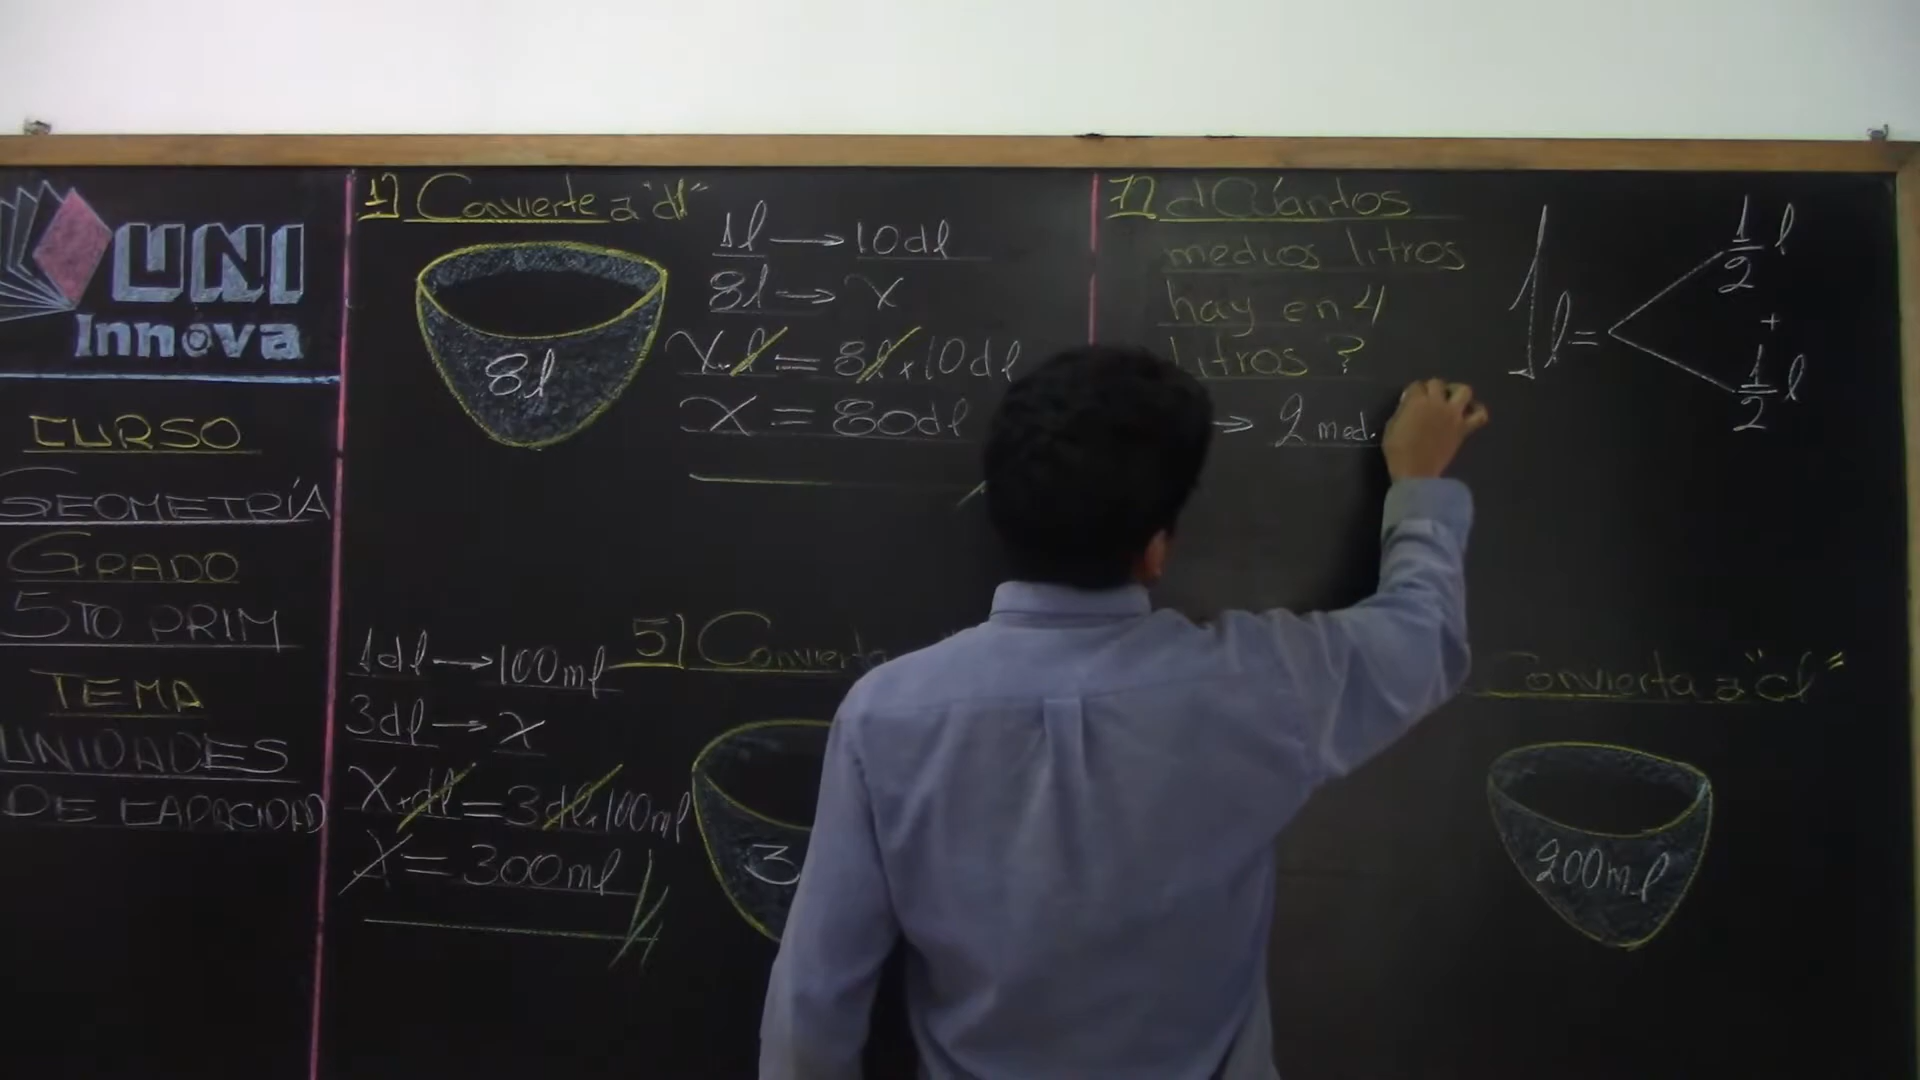 UNI
Innova
CURSO
GEOMETRÍA
GRADO
5TO PRIM
TEMA
UNIDADES
DE CAPACIDAD
1] Convierte a "dl"
8l
1l → 10dl
8l → x
x·l = 8l x 10dl
x = 80dl
1dl → 100ml
3dl → x
x x dl = 3dl x 100ml
x = 300ml
5] Convierta
3
7] ¿Cuántos
medios litros
hay en 4
litros?
→ 2 med.
1l = 1/2 l + 1/2 l
Convierta a "cl"
200ml